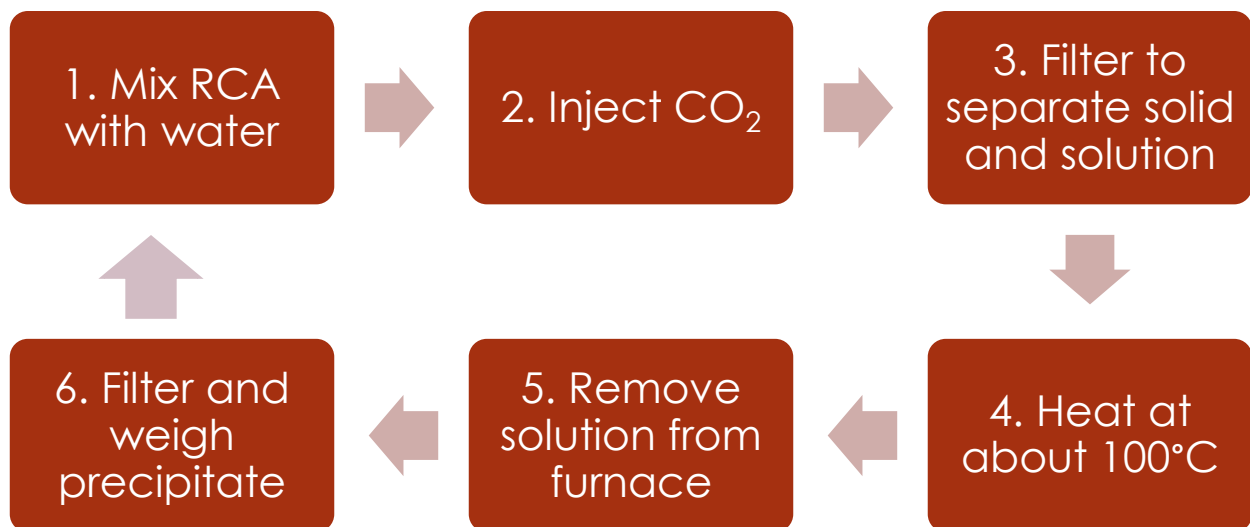 1. Mix RCA
with water
2. Inject CO₂
3. Filter to
separate solid
and solution
4. Heat at
about 100°C
5. Remove
solution from
furnace
6. Filter and
weigh
precipitate